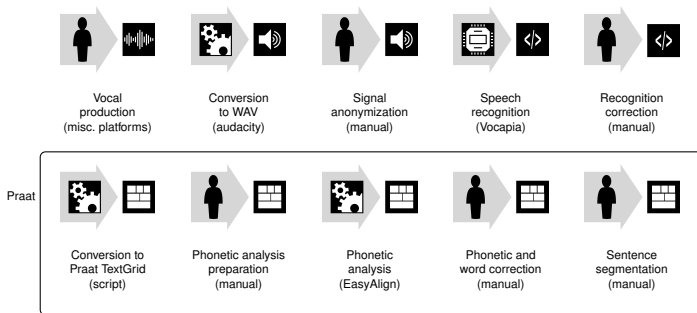 </>
</>
Vocal
production
(misc. platforms)
Conversion
to WAV
(audacity)
Signal
anonymization
(manual)
Speech
recognition
(Vocapia)
Recognition
correction
(manual)
Praat
Conversion to
Praat TextGrid
(script)
Phonetic analysis
preparation
(manual)
Phonetic
analysis
(EasyAlign)
Phonetic and
word correction
(manual)
Sentence
segmentation
(manual)